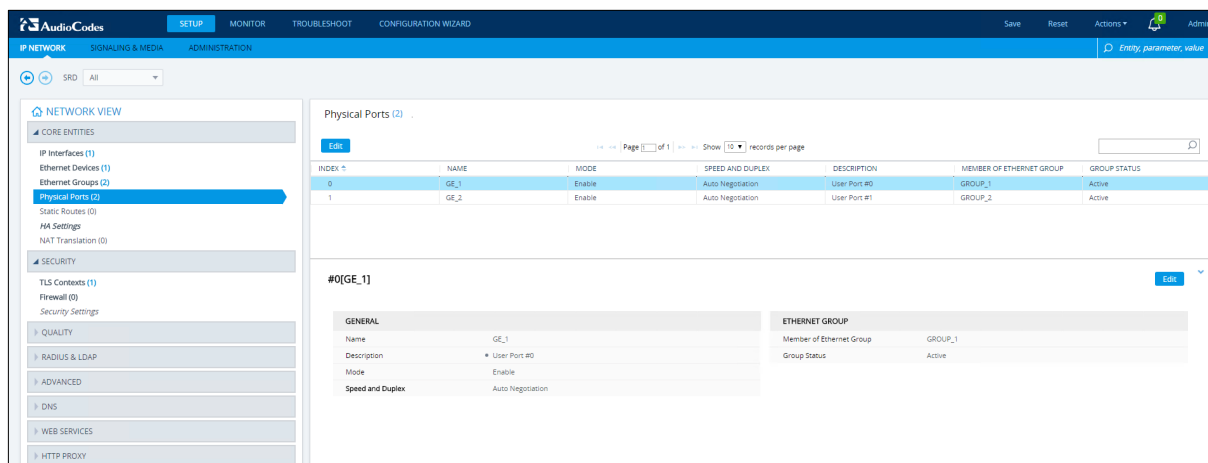 AudioCodes SETUP MONITOR TROUBLESHOOT CONFIGURATION WIZARD Save Reset Actions 0
IP NETWORK SIGNALING & MEDIA ADMINISTRATION Entity, parameter, value
SRD All
NETWORK VIEW
CORE ENTITIES
IP Interfaces (1)
Ethernet Devices (1)
Ethernet Groups (2)
Physical Ports (2)
Static Routes (0)
HA Settings
NAT Translation (0)
SECURITY
TLS Contexts (1)
Firewall (0)
Security Settings
QUALITY
RADIUS & LDAP
ADVANCED
DNS
WEB SERVICES
HTTP PROXY
Physical Ports (2)
Edit Page 1 of 1 Show 10 records per page
INDEX NAME MODE SPEED AND DUPLEX DESCRIPTION MEMBER OF ETHERNET GROUP GROUP STATUS
0 GE_1 Enable Auto Negotiation User Port #0 GROUP_1 Active
1 GE_2 Enable Auto Negotiation User Port #1 GROUP_2 Active
#0[GE_1] Edit
GENERAL
Name GE_1
Description User Port #0
Mode Enable
Speed and Duplex Auto Negotiation
ETHERNET GROUP
Member of Ethernet Group GROUP_1
Group Status Active